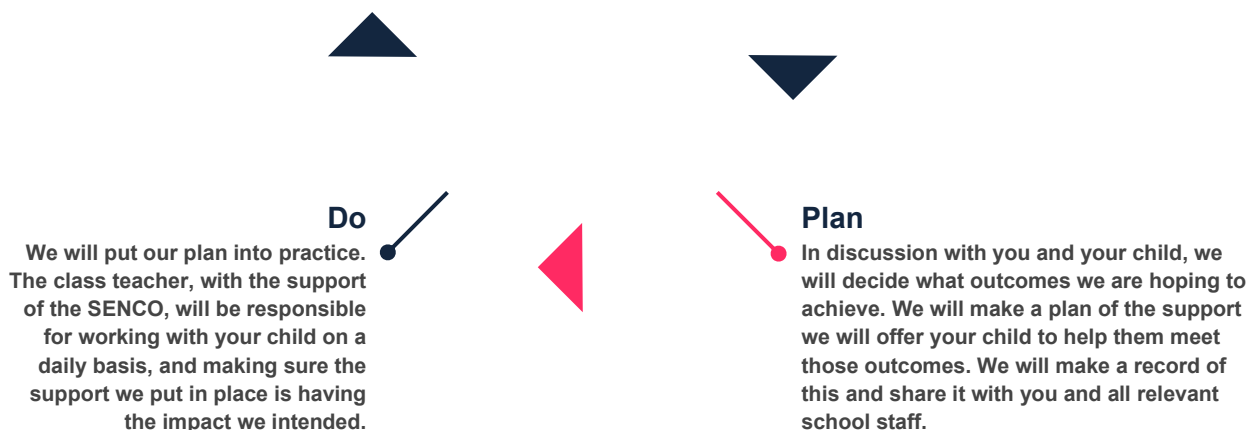 Do
We will put our plan into practice.
The class teacher, with the support
of the SENCO, will be responsible
for working with your child on a
daily basis, and making sure the
support we put in place is having
the impact we intended.
Plan
In discussion with you and your child, we
will decide what outcomes we are hoping to
achieve. We will make a plan of the support
we will offer your child to help them meet
those outcomes. We will make a record of
this and share it with you and all relevant
school staff.